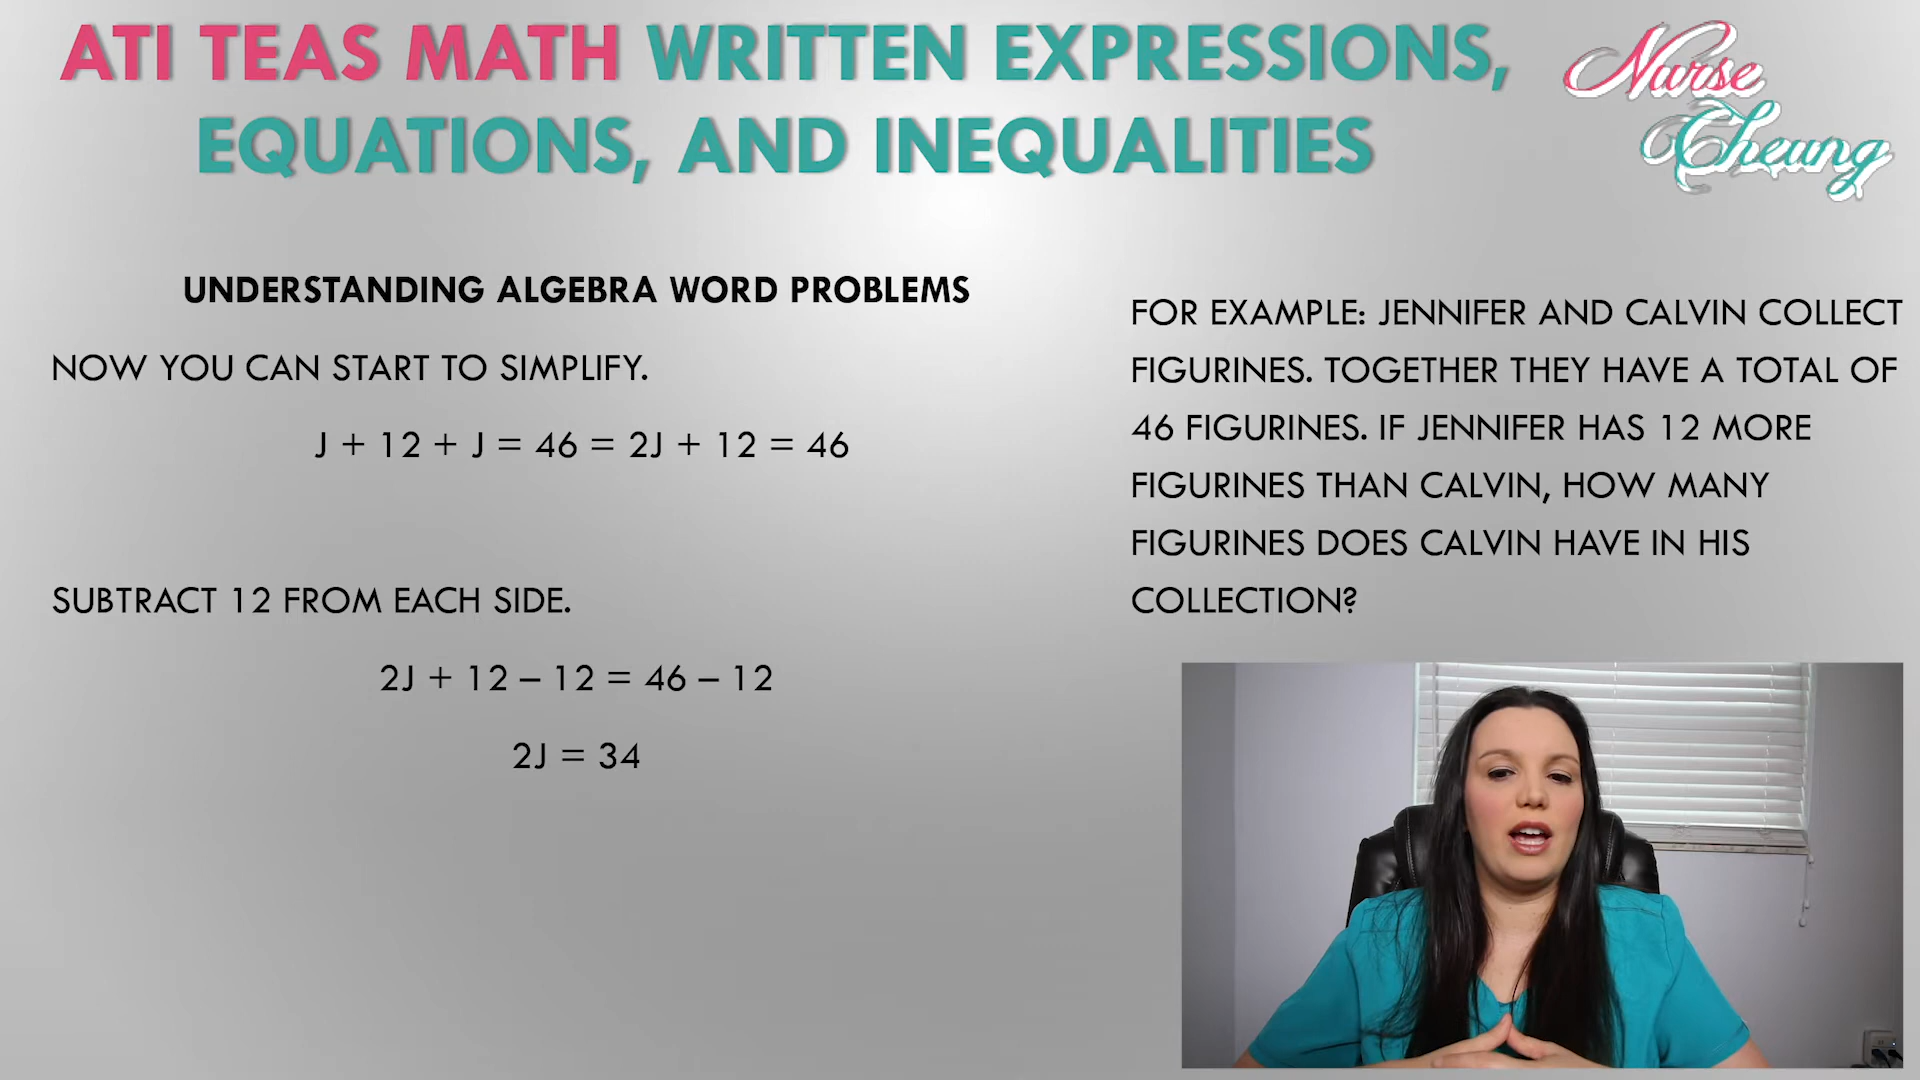 ATI TEAS MATH WRITTEN EXPRESSIONS,
EQUATIONS, AND INEQUALITIES
Nurse
Cheung
UNDERSTANDING ALGEBRA WORD PROBLEMS
NOW YOU CAN START TO SIMPLIFY.
J + 12 + J = 46 = 2J + 12 = 46
SUBTRACT 12 FROM EACH SIDE.
2J + 12 – 12 = 46 – 12
2J = 34
FOR EXAMPLE: JENNIFER AND CALVIN COLLECT
FIGURINES. TOGETHER THEY HAVE A TOTAL OF
46 FIGURINES. IF JENNIFER HAS 12 MORE
FIGURINES THAN CALVIN, HOW MANY
FIGURINES DOES CALVIN HAVE IN HIS
COLLECTION?